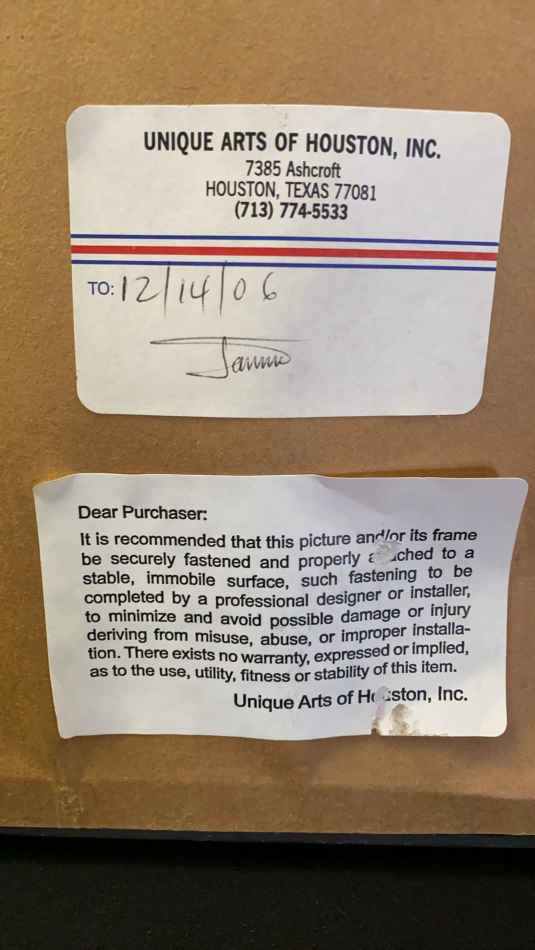 UNIQUE ARTS OF HOUSTON, INC.
7385 Ashcroft
HOUSTON, TEXAS 77081
(713) 774-5533
TO: 12/14/06
Dear Purchaser:
It is recommended that this picture and/or its frame
be securely fastened and properly attached to a
stable, immobile surface, such fastening to be
completed by a professional designer or installer,
to minimize and avoid possible damage or injury
deriving from misuse, abuse, or improper installa-
tion. There exists no warranty, expressed or implied,
as to the use, utility, fitness or stability of this item.
Unique Arts of Houston, Inc.